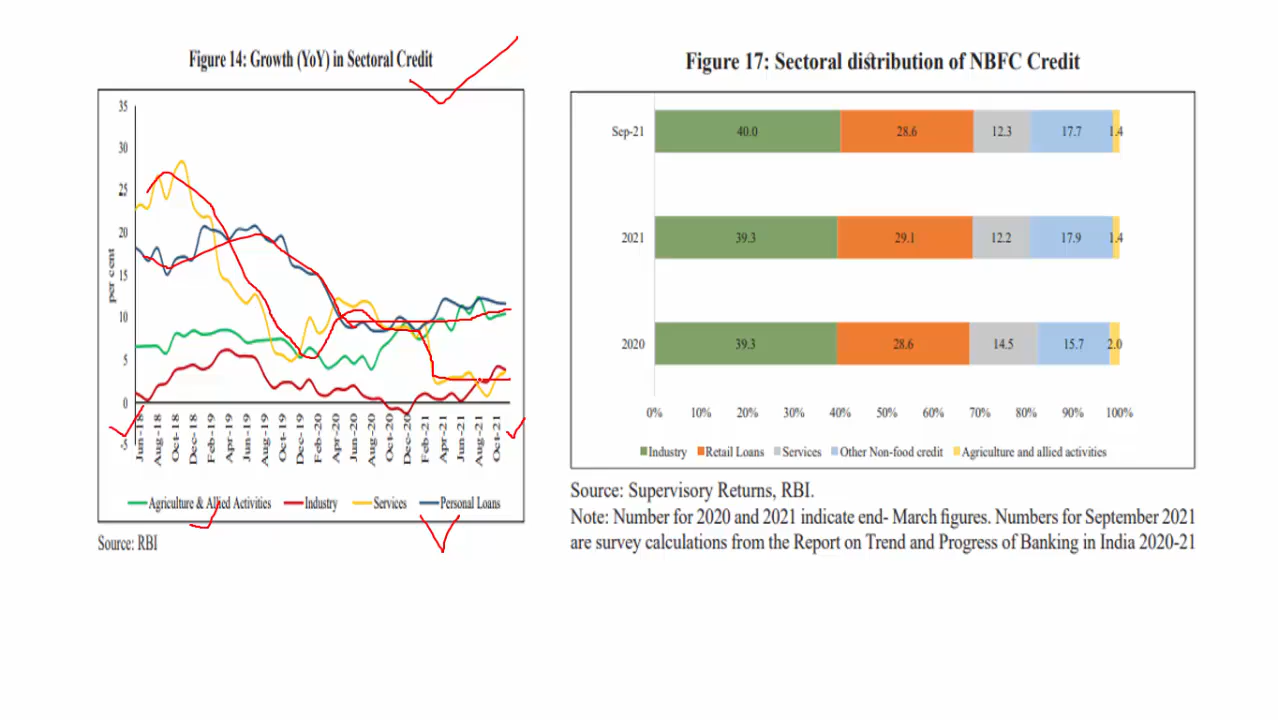 Figure 14: Growth (YoY) in Sectoral Credit
35
30
25
20
15
10
5
0
-5
per cent
Jun-18
Aug-18
Oct-18
Dec-18
Feb-19
Apr-19
Jun-19
Aug-19
Oct-19
Dec-19
Feb-20
Apr-20
Jun-20
Aug-20
Oct-20
Dec-20
Feb-21
Apr-21
Jun-21
Aug-21
Oct-21
Agriculture & Allied Activities Industry Services Personal Loans
Source: RBI
Figure 17: Sectoral distribution of NBFC Credit
Sep-21 40.0 28.6 12.3 17.7 1.4
2021 39.3 29.1 12.2 17.9 1.4
2020 39.3 28.6 14.5 15.7 2.0
0% 10% 20% 30% 40% 50% 60% 70% 80% 90% 100%
Industry Retail Loans Services Other Non-food credit Agriculture and allied activities
Source: Supervisory Returns, RBI.
Note: Number for 2020 and 2021 indicate end- March figures. Numbers for September 2021
are survey calculations from the Report on Trend and Progress of Banking in India 2020-21